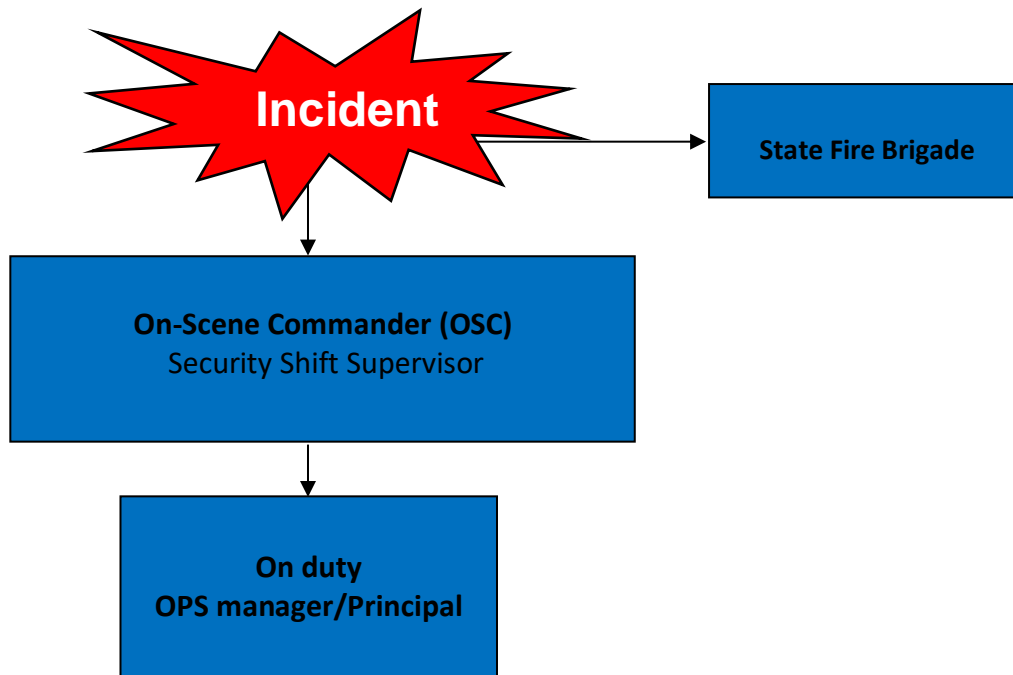 Incident
State Fire Brigade
On-Scene Commander (OSC)
Security Shift Supervisor
On duty
OPS manager/Principal